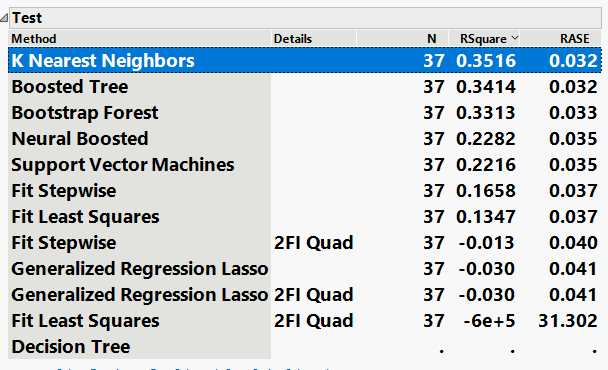 Test
Method Details N RSquare RASE
K Nearest Neighbors 37 0.3516 0.032
Boosted Tree 37 0.3414 0.032
Bootstrap Forest 37 0.3313 0.033
Neural Boosted 37 0.2282 0.035
Support Vector Machines 37 0.2216 0.035
Fit Stepwise 37 0.1658 0.037
Fit Least Squares 37 0.1347 0.037
Fit Stepwise 2FI Quad 37 -0.013 0.040
Generalized Regression Lasso 37 -0.030 0.041
Generalized Regression Lasso 2FI Quad 37 -0.030 0.041
Fit Least Squares 2FI Quad 37 -6e+5 31.302
Decision Tree . . .